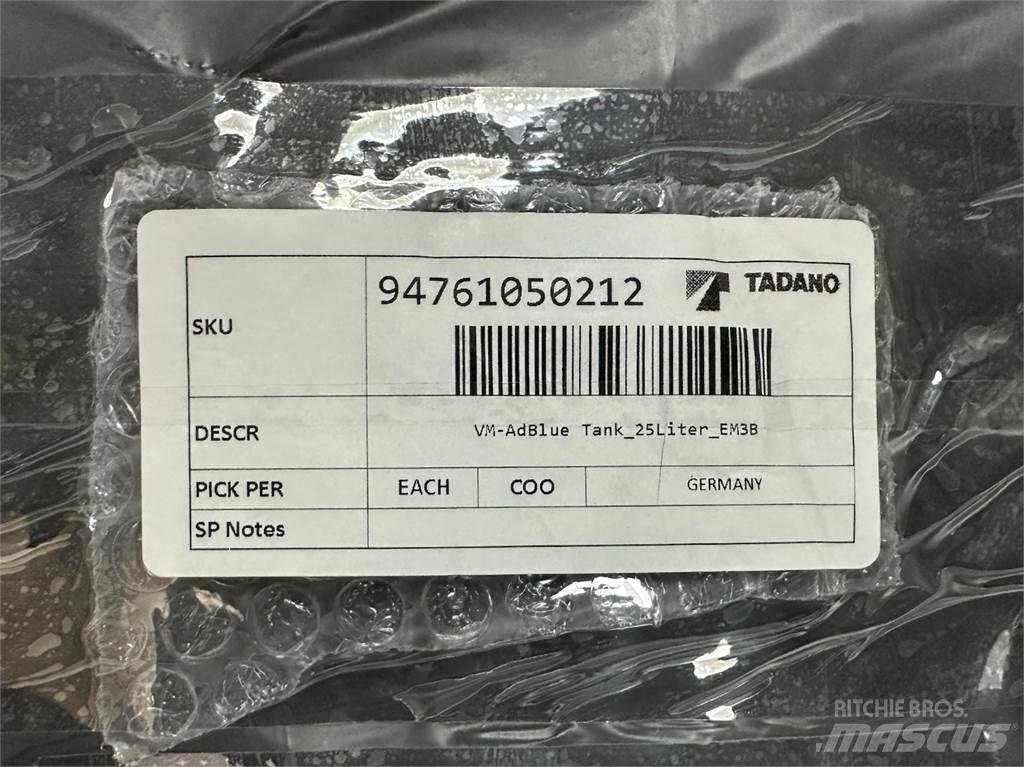 SKU
94761050212
TADANO
DESCR
VM-AdBlue Tank_25Liter_EM3B
PICK PER EACH COO GERMANY
SP Notes
RITCHIE BROS.
MASCUS